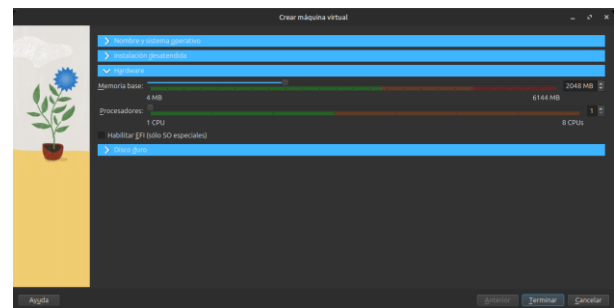 Crear máquina virtual
Nombre y sistema operativo
Instalación desatendida
Hardware
Memoria base: 2048 MB
4 MB 6144 MB
Procesadores: 1
1 CPU 8 CPUs
Habilitar EFI (sólo SO especiales)
Disco duro
Ayuda Anterior Terminar Cancelar